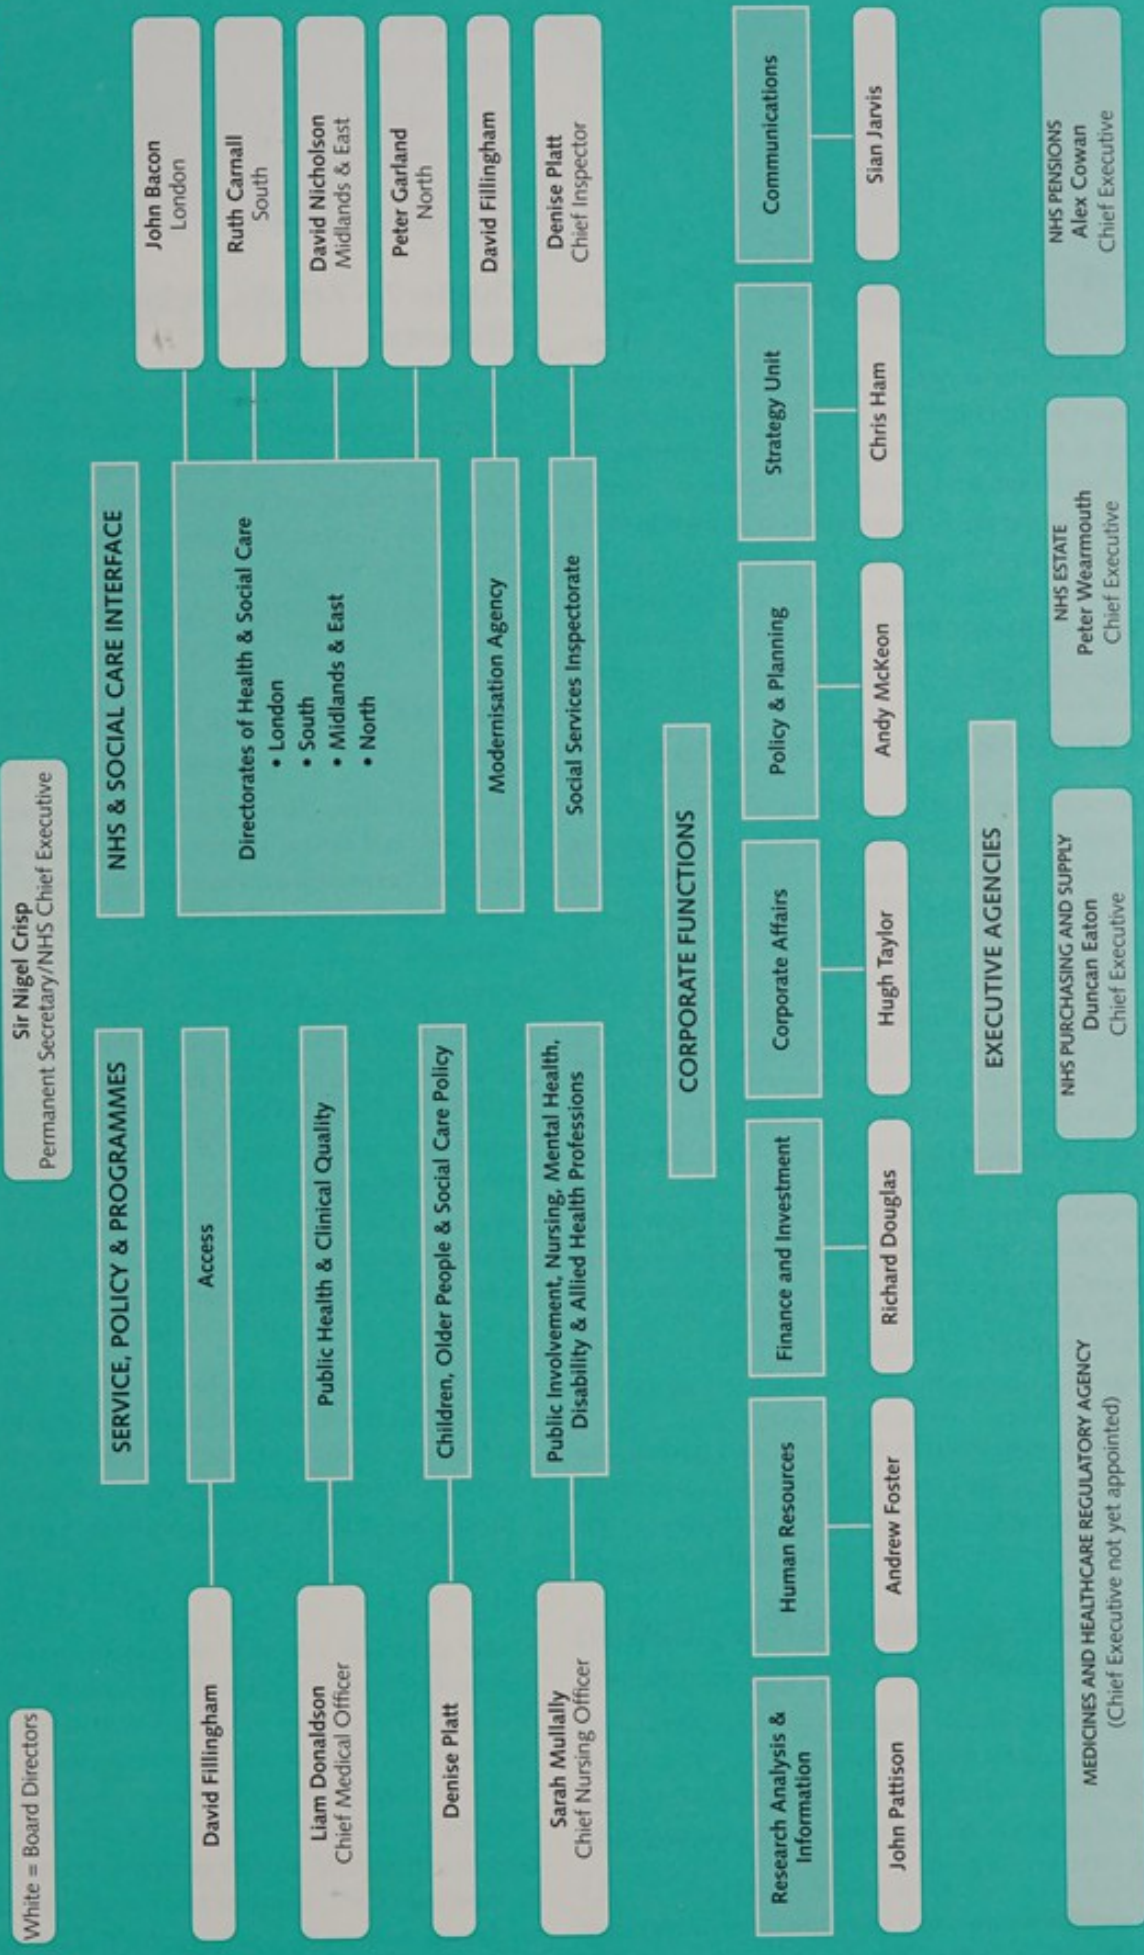 White = Board Directors
Sir Nigel Crisp
Permanent Secretary/NHS Chief Executive
SERVICE, POLICY & PROGRAMMES
David Fillingham
Access
Liam Donaldson
Chief Medical Officer
Public Health & Clinical Quality
Denise Platt
Children, Older People & Social Care Policy
Sarah Mullally
Chief Nursing Officer
Public Involvement, Nursing, Mental Health,
Disability & Allied Health Professions
NHS & SOCIAL CARE INTERFACE
Directorates of Health & Social Care
• London
• South
• Midlands & East
• North
John Bacon
London
Ruth Carnall
South
David Nicholson
Midlands & East
Peter Garland
North
Modernisation Agency
David Fillingham
Social Services Inspectorate
Denise Platt
Chief Inspector
CORPORATE FUNCTIONS
Research Analysis &
Information
John Pattison
Human Resources
Andrew Foster
Finance and Investment
Richard Douglas
Corporate Affairs
Hugh Taylor
Policy & Planning
Andy McKeon
Strategy Unit
Chris Ham
Communications
Sian Jarvis
EXECUTIVE AGENCIES
MEDICINES AND HEALTHCARE REGULATORY AGENCY
(Chief Executive not yet appointed)
NHS PURCHASING AND SUPPLY
Duncan Eaton
Chief Executive
NHS ESTATE
Peter Wearmouth
Chief Executive
NHS PENSIONS
Alex Cowan
Chief Executive